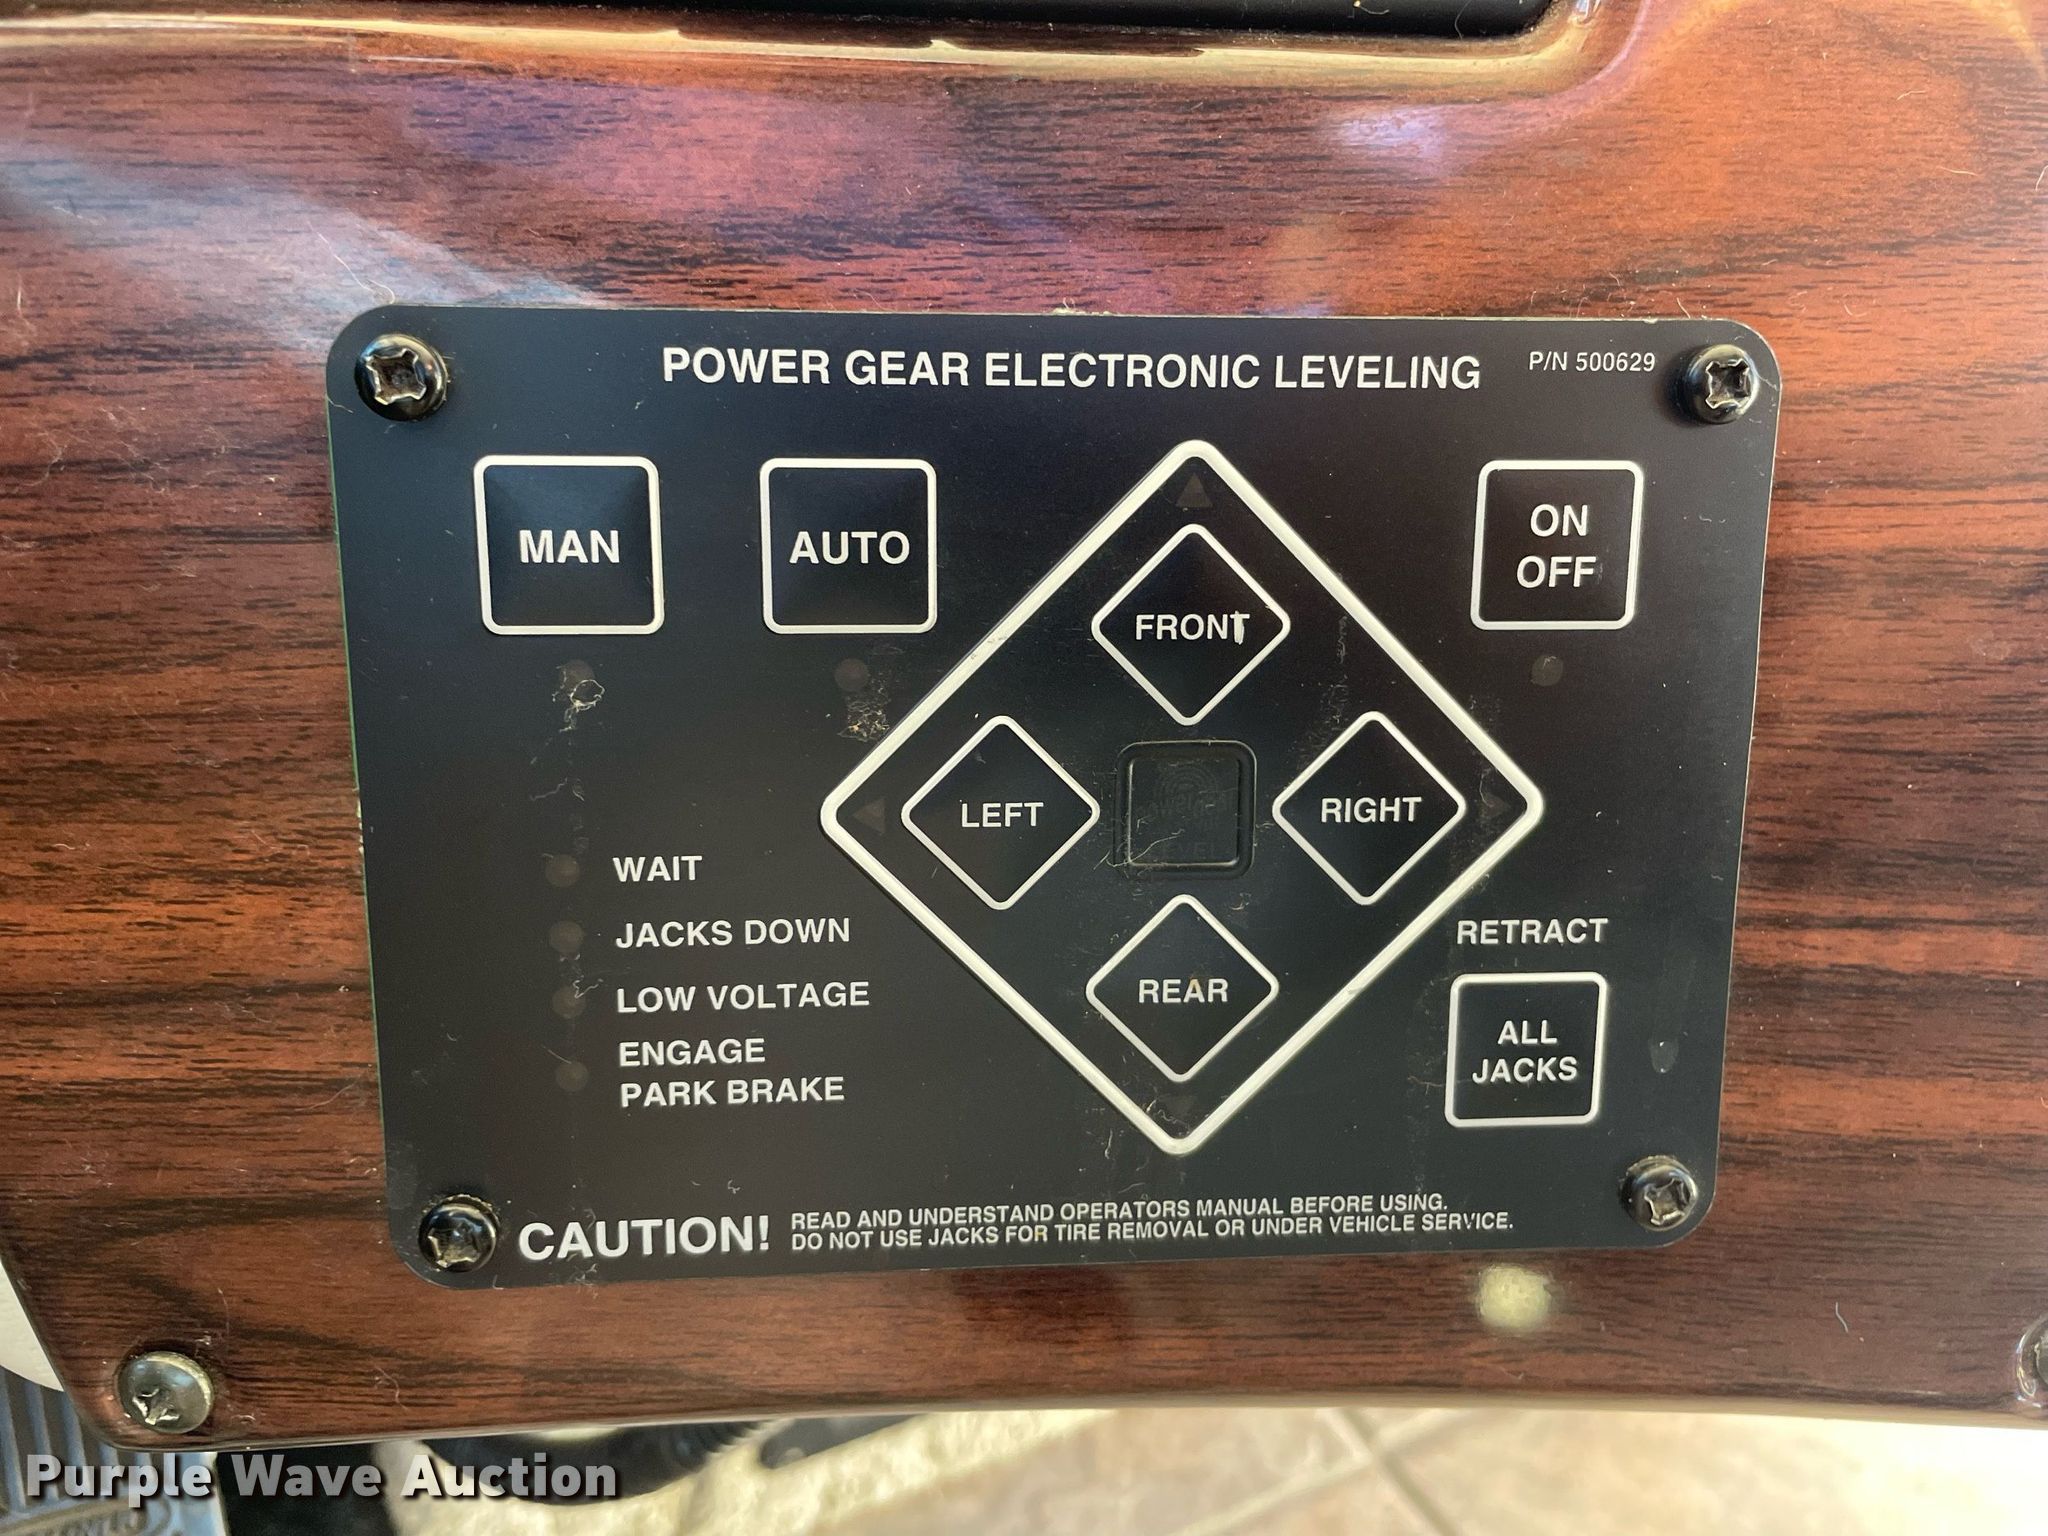 POWER GEAR ELECTRONIC LEVELING P/N 500629
MAN
AUTO
ON
OFF
FRONT
LEFT
RIGHT
REAR
WAIT
JACKS DOWN
LOW VOLTAGE
ENGAGE
PARK BRAKE
RETRACT
ALL
JACKS
CAUTION!
READ AND UNDERSTAND OPERATORS MANUAL BEFORE USING.
DO NOT USE JACKS FOR TIRE REMOVAL OR UNDER VEHICLE SERVICE.
Purple Wave Auction